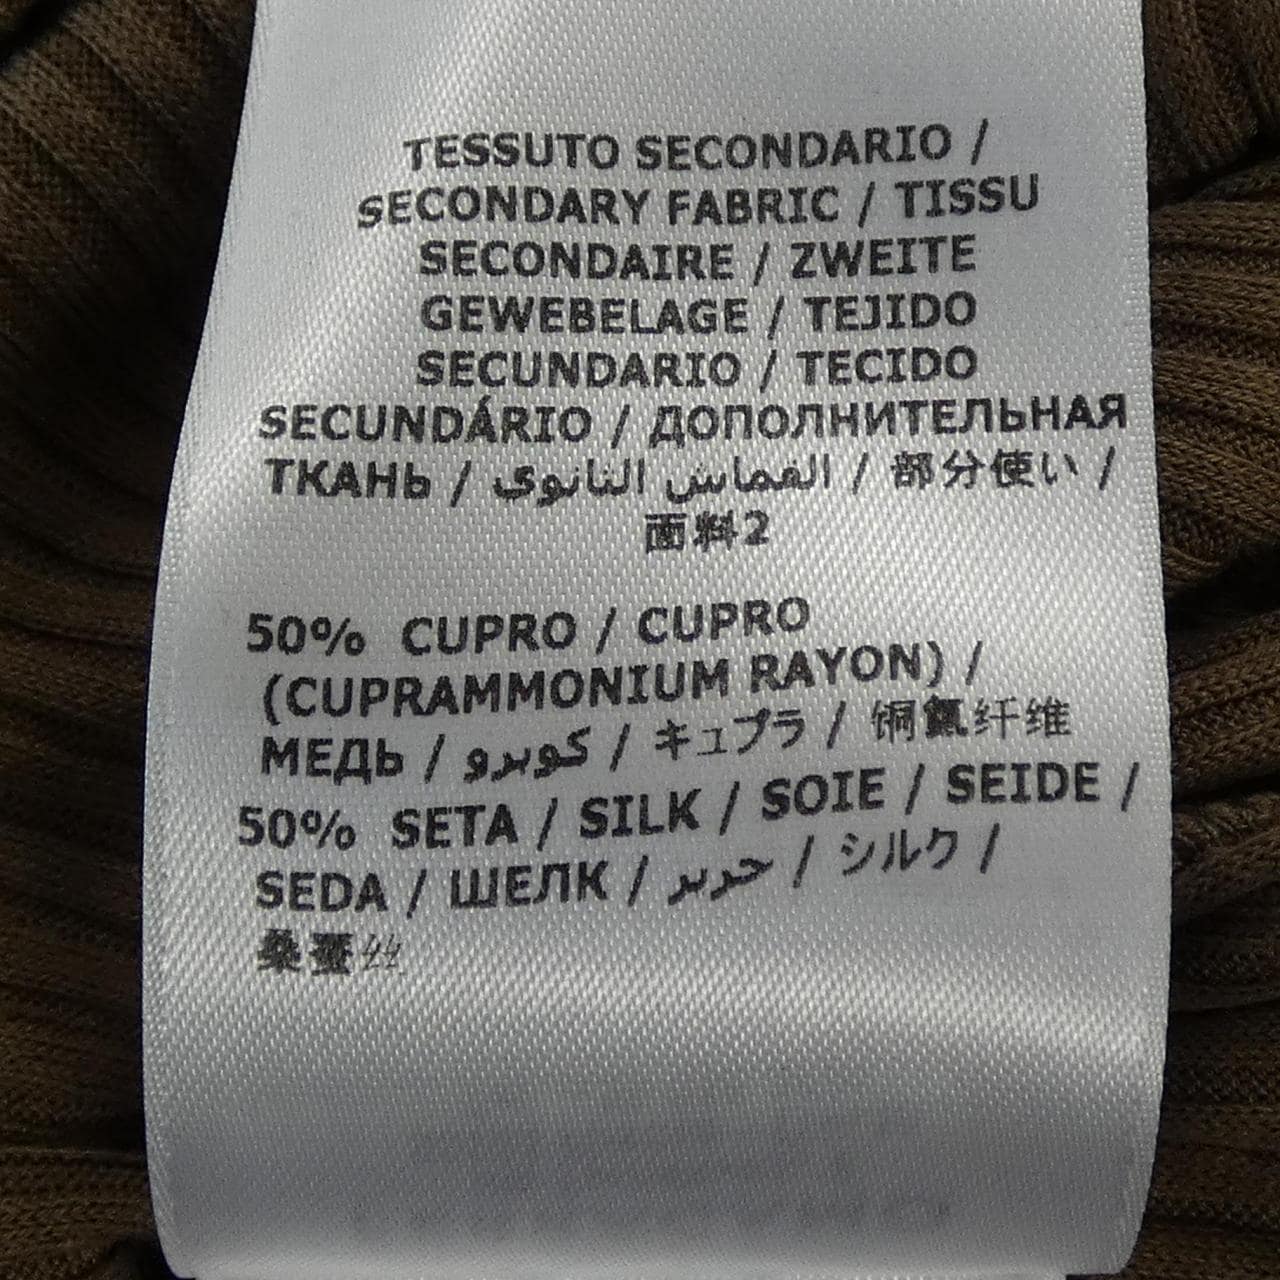 TESSUTO SECONDARIO /
SECONDARY FABRIC / TISSU
SECONDAIRE / ZWEITE
GEWEBELAGE / TEJIDO
SECUNDARIO / TECIDO
SECUNDÁRIO / ДОПОЛНИТЕЛЬНАЯ
ТКАНЬ / القماش الثانوي / 部分使い /
面料2
50% CUPRO / CUPRO
(CUPRAMMONIUM RAYON) /
МЕДЬ / كوبرو / キュプラ / 铜氨纤维
50% SETA / SILK / SOIE / SEIDE /
SEDA / ШЕЛК / حرير / シルク /
桑蚕丝